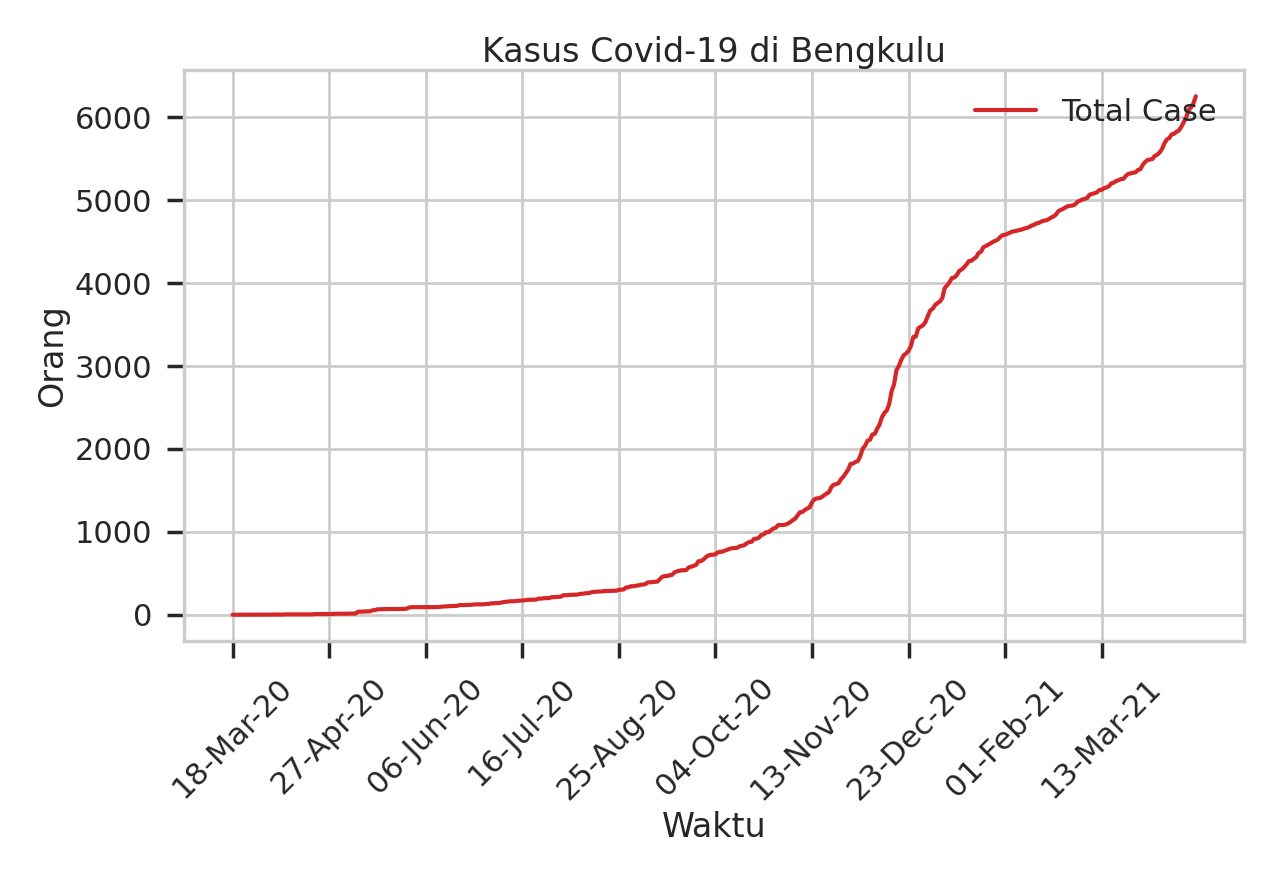 Kasus Covid-19 di Bengkulu
Total Case
6000
5000
4000
3000
2000
1000
0
Orang
18-Mar-20
27-Apr-20
06-Jun-20
16-Jul-20
25-Aug-20
04-Oct-20
13-Nov-20
23-Dec-20
01-Feb-21
13-Mar-21
Waktu